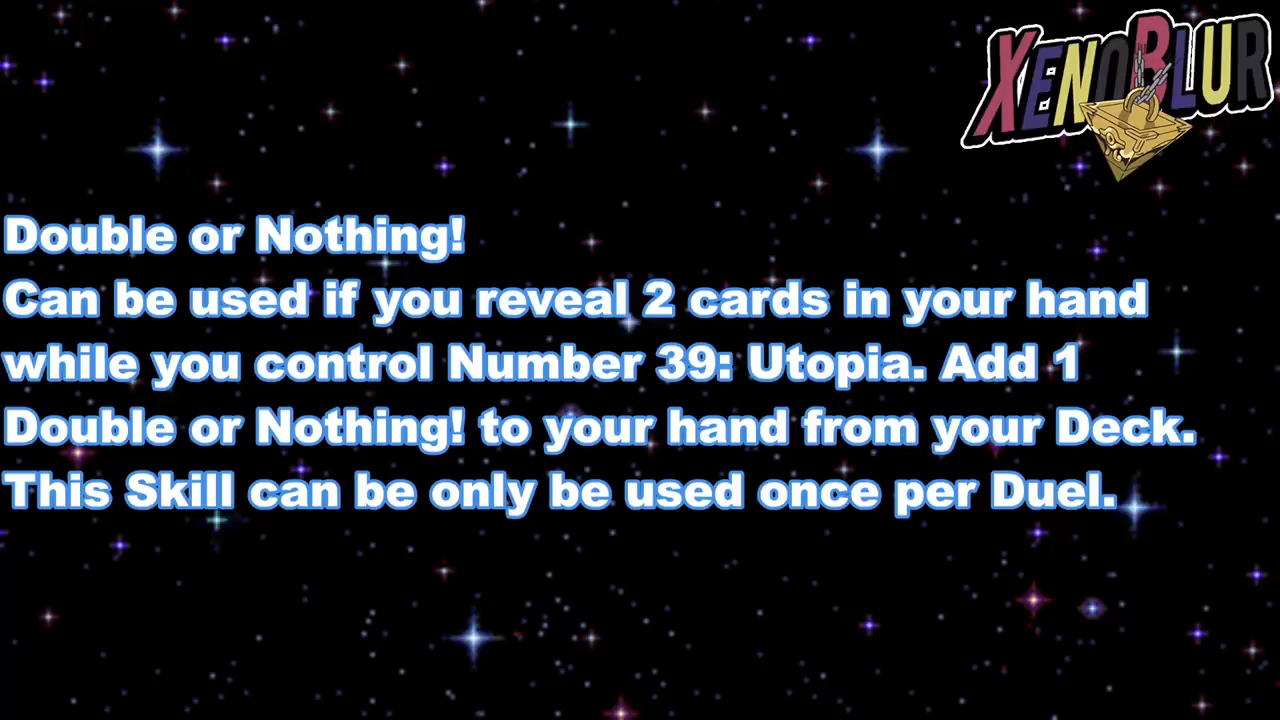 XENOBLUR
Double or Nothing!
Can be used if you reveal 2 cards in your hand
while you control Number 39: Utopia. Add 1
Double or Nothing! to your hand from your Deck.
This Skill can be only be used once per Duel.